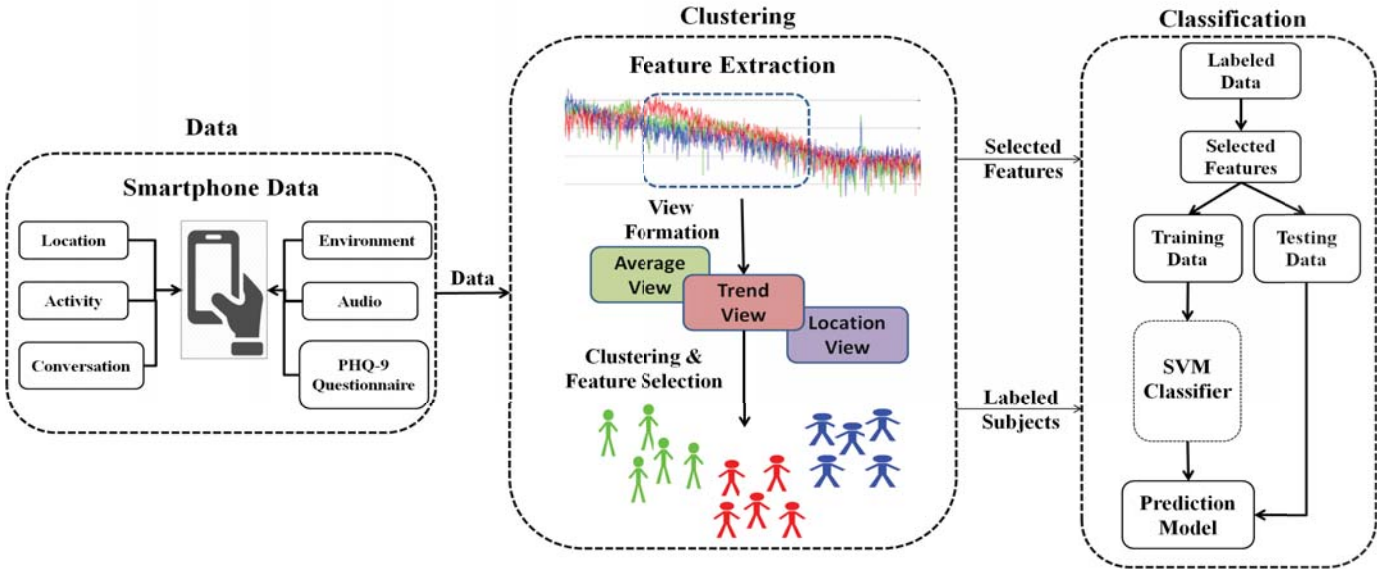 Data
Smartphone Data
Location
Activity
Conversation
Environment
Audio
PHQ-9
Questionnaire
Data
Clustering
Feature Extraction
View
Formation
Average
View
Trend
View
Location
View
Clustering &
Feature Selection
Selected
Features
Labeled
Subjects
Classification
Labeled
Data
Selected
Features
Training
Data
Testing
Data
SVM
Classifier
Prediction
Model